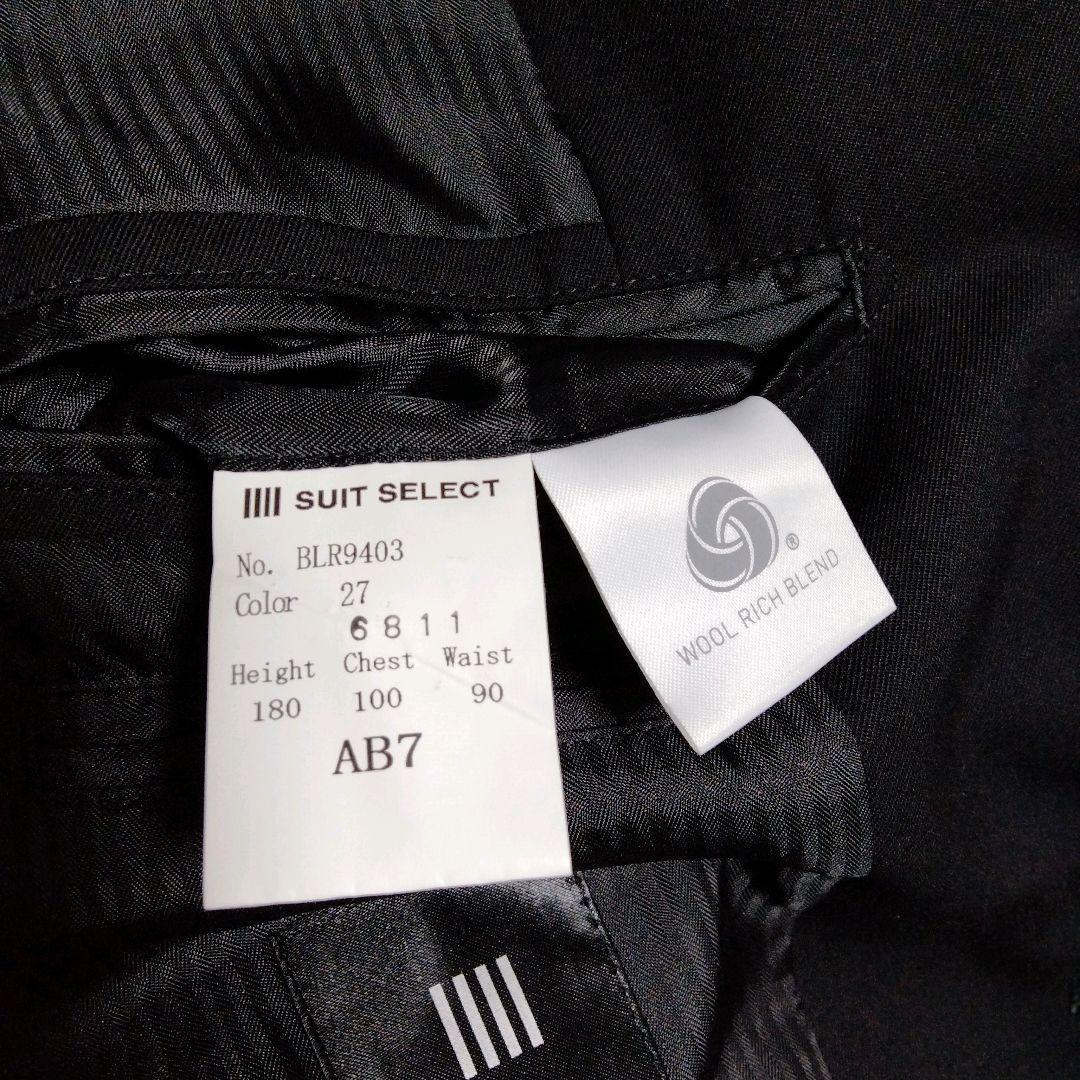 SUIT SELECT
No. BLR9403
Color 27
6811
Height Chest Waist
180 100 90
AB7
®
WOOL RICH BLEND